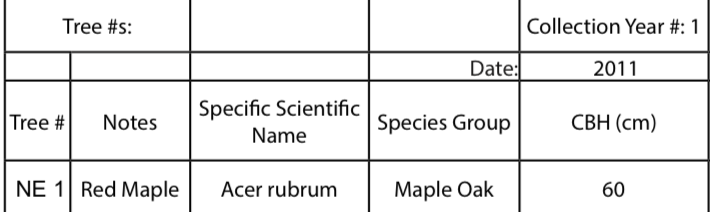 Tree #s: Collection Year #: 1
Date: 2011
Tree # Notes Specific Scientific Name Species Group CBH (cm)
NE 1 Red Maple Acer rubrum Maple Oak 60